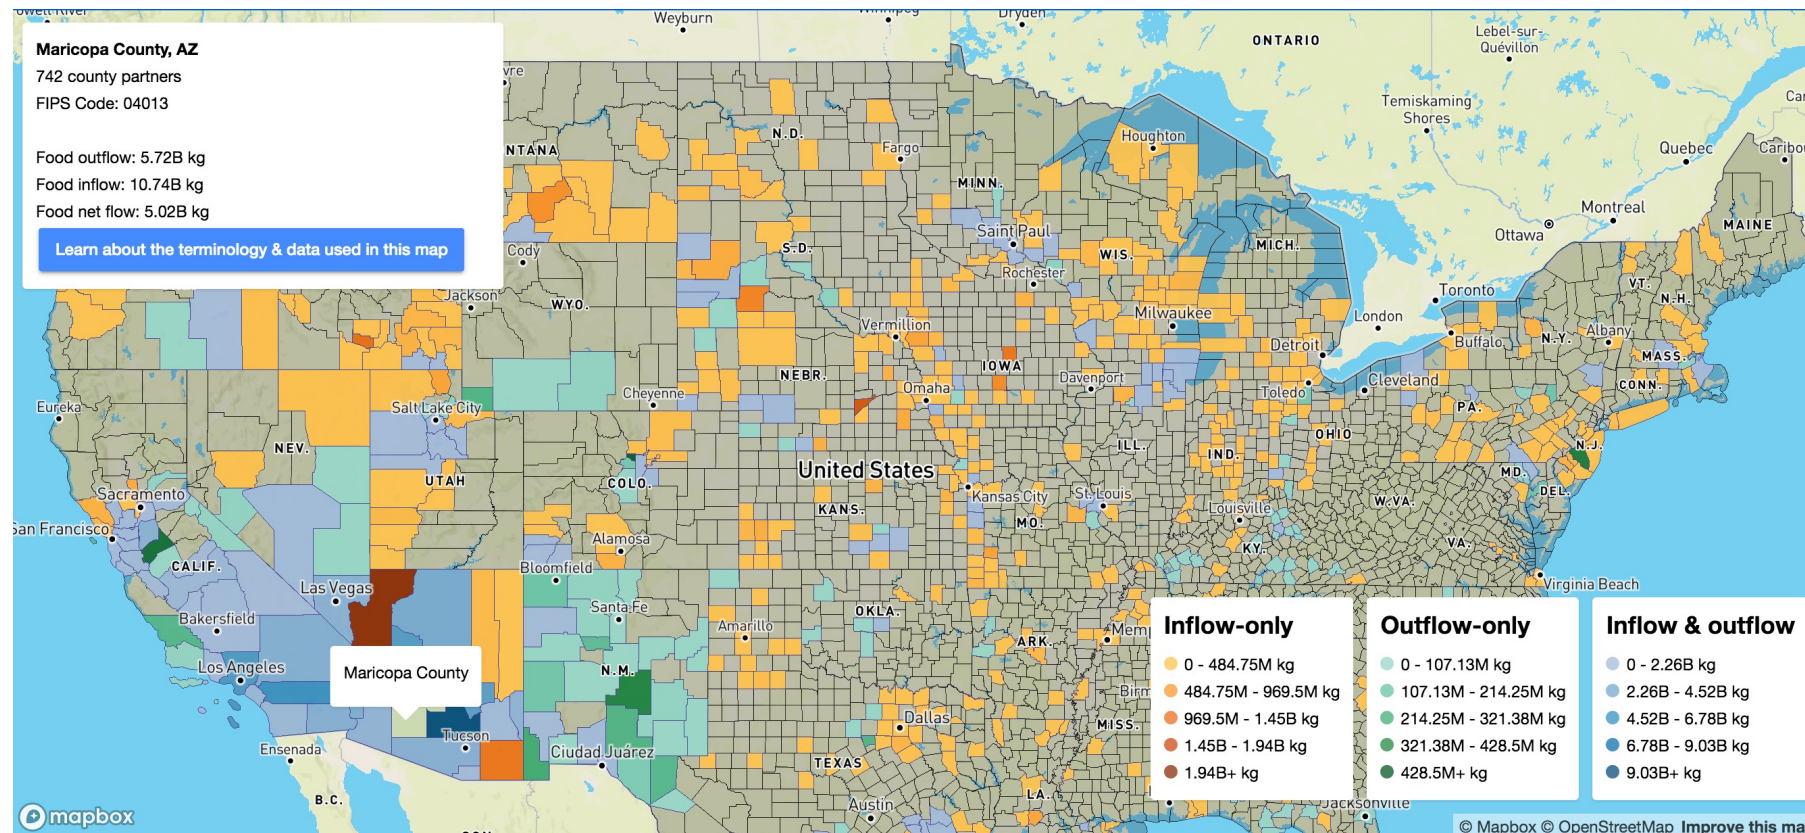 Maricopa County, AZ
742 county partners
FIPS Code: 04013
Food outflow: 5.72B kg
Food inflow: 10.74B kg
Food net flow: 5.02B kg
Learn about the terminology & data used in this map
Weyburn
Winnipeg
Dryden
ONTARIO
Lebel-sur-
Quévillon
Temiskaming
Shores
Quebec
Montreal
Ottawa
MAINE
Houghton
N.D.
Fargo
MINN.
Saint Paul
WIS.
MICH.
Rochester
S.D.
Cody
Jackson
WYO.
Toronto
VT.
N.H.
London
Milwaukee
Vermillion
Detroit
Buffalo
N.Y.
Albany
MASS.
CONN.
IOWA
NEBR.
Davenport
Toledo
Cleveland
Omaha
Cheyenne
PA.
Eureka
Salt Lake City
NEV.
UTAH
COLO.
United States
ILL.
IND.
OHIO
N.J.
MD.
DEL.
Sacramento
San Francisco
Kansas City
St. Louis
Louisville
W.VA.
KANS.
MO.
Alamosa
KY.
VA.
CALIF.
Las Vegas
Bloomfield
Virginia Beach
Bakersfield
Santa Fe
Amarillo
OKLA.
ARK.
Los Angeles
Maricopa County
N.M.
Dallas
MISS.
Tucson
Ensenada
Ciudad Juárez
TEXAS
B.C.
Austin
LA.
Jacksonville
Inflow-only
0 - 484.75M kg
484.75M - 969.5M kg
969.5M - 1.45B kg
1.45B - 1.94B kg
1.94B+ kg
Outflow-only
0 - 107.13M kg
107.13M - 214.25M kg
214.25M - 321.38M kg
321.38M - 428.5M kg
428.5M+ kg
Inflow & outflow
0 - 2.26B kg
2.26B - 4.52B kg
4.52B - 6.78B kg
6.78B - 9.03B kg
9.03B+ kg
mapbox
© Mapbox © OpenStreetMap Improve this ma